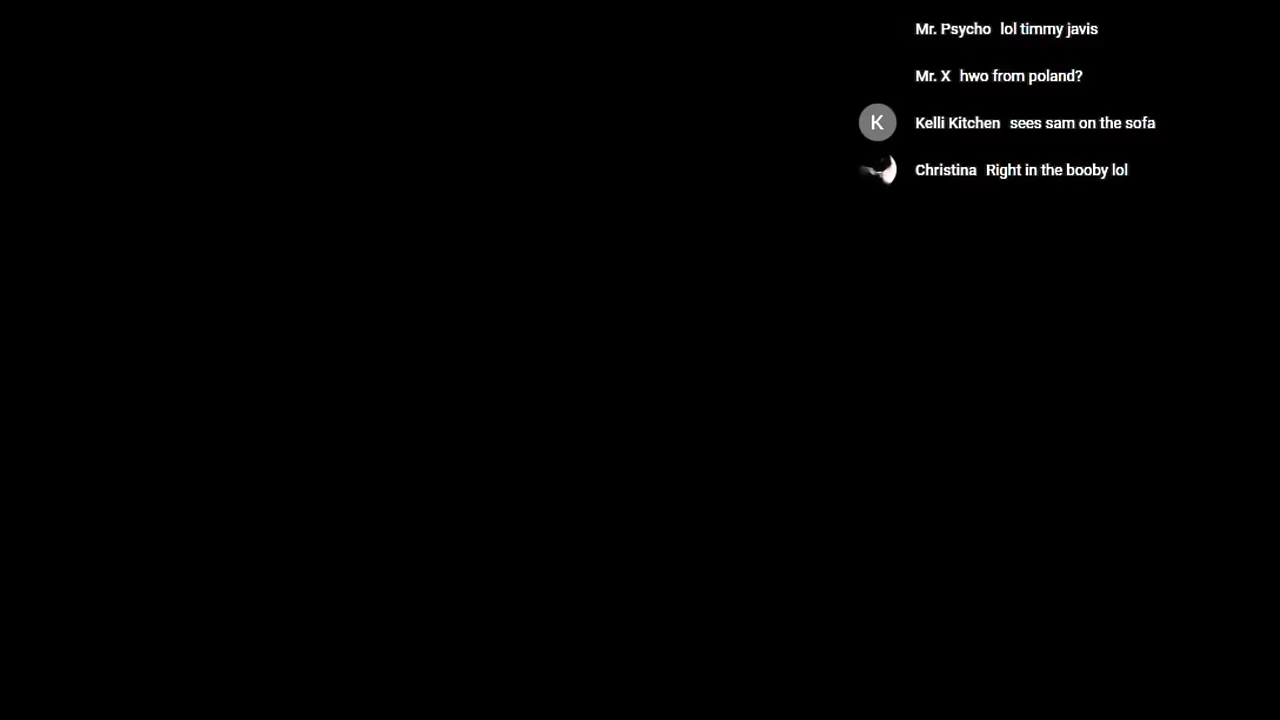 Mr. Psycho lol timmy javis
Mr. X hwo from poland?
K Kelli Kitchen sees sam on the sofa
Christina Right in the booby lol